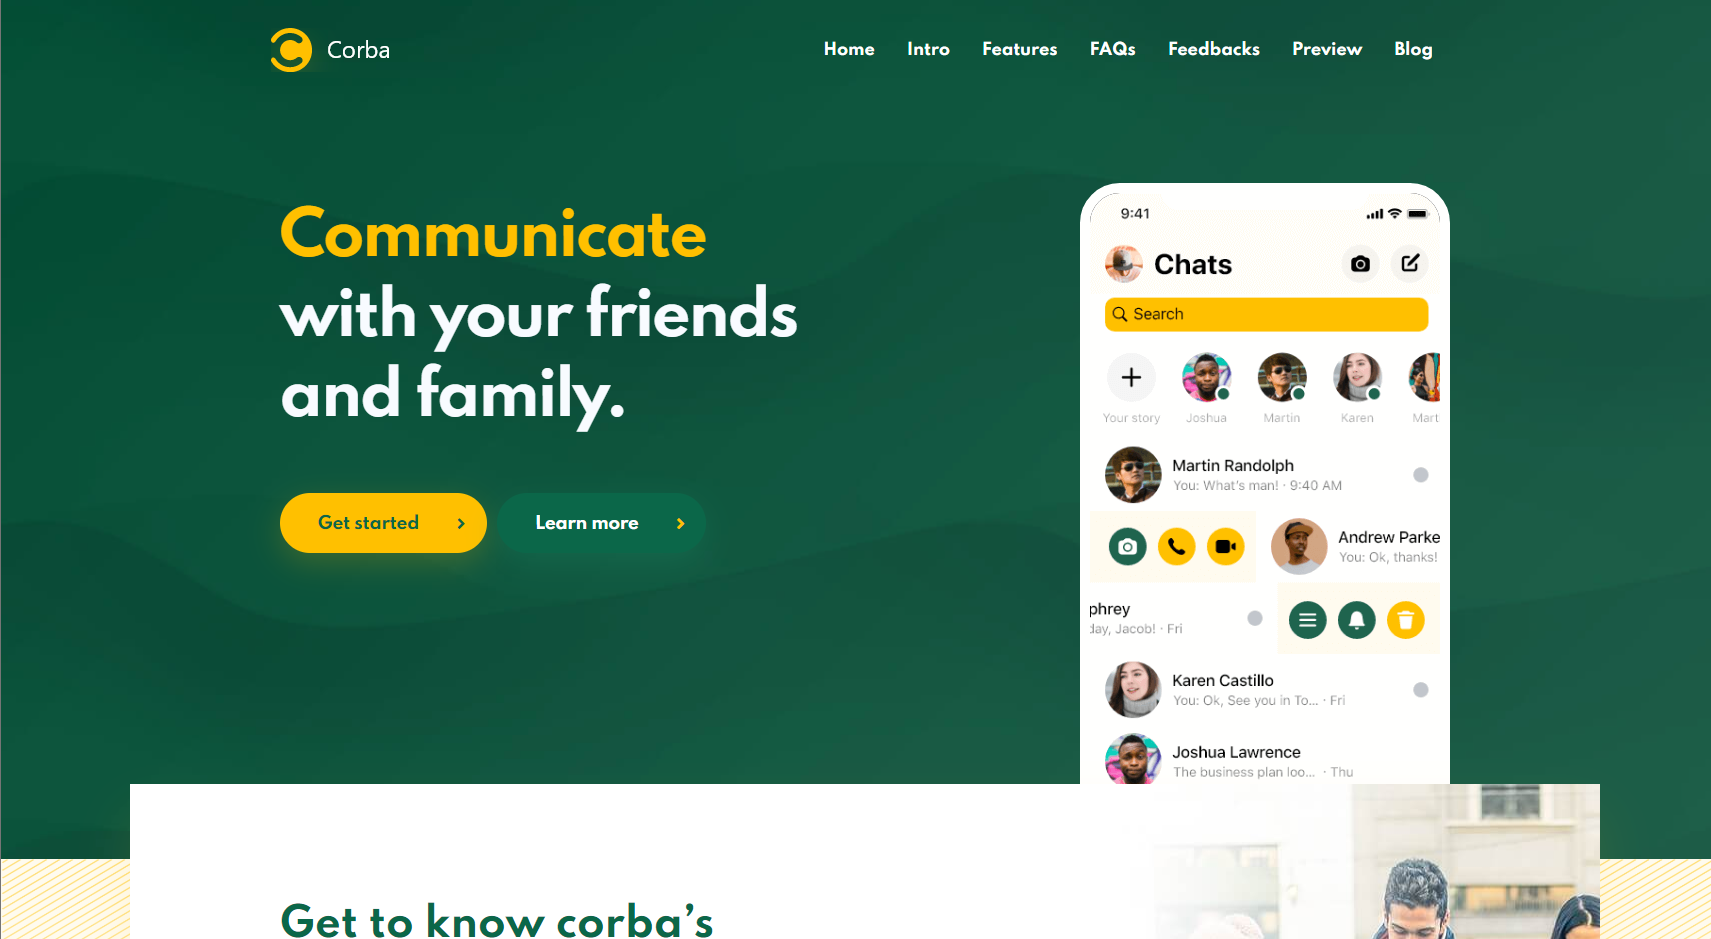 Corba
Home Intro Features FAQs Feedbacks Preview Blog
Communicate
with your friends
and family.
Get started
Learn more
9:41
Chats
Search
Your story Joshua Martin Karen Mart
Martin Randolph
You: What's man! · 9:40 AM
Andrew Parke
You: Ok, thanks!
phrey
day, Jacob! · Fri
Karen Castillo
You: Ok, See you in To... · Fri
Joshua Lawrence
The business plan loo... · Thu
Get to know corba’s